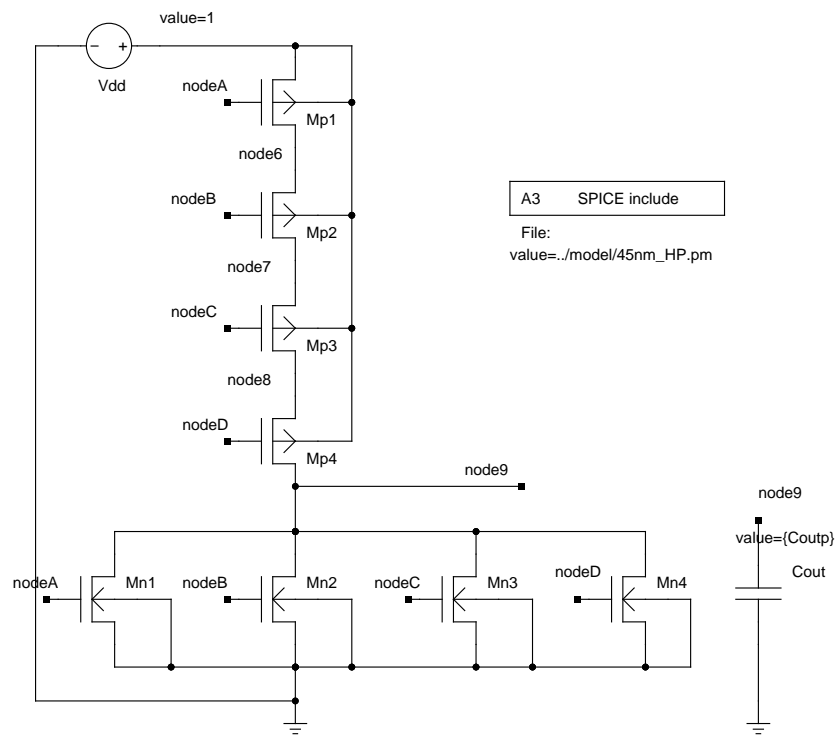 value=1
− +
Vdd
nodeA
Mp1
node6
nodeB
Mp2
node7
nodeC
Mp3
node8
nodeD
Mp4
A3 SPICE include
File:
value=../model/45nm_HP.pm
node9
nodeA
Mn1
nodeB
Mn2
nodeC
Mn3
nodeD
Mn4
node9
value={Coutp}
Cout